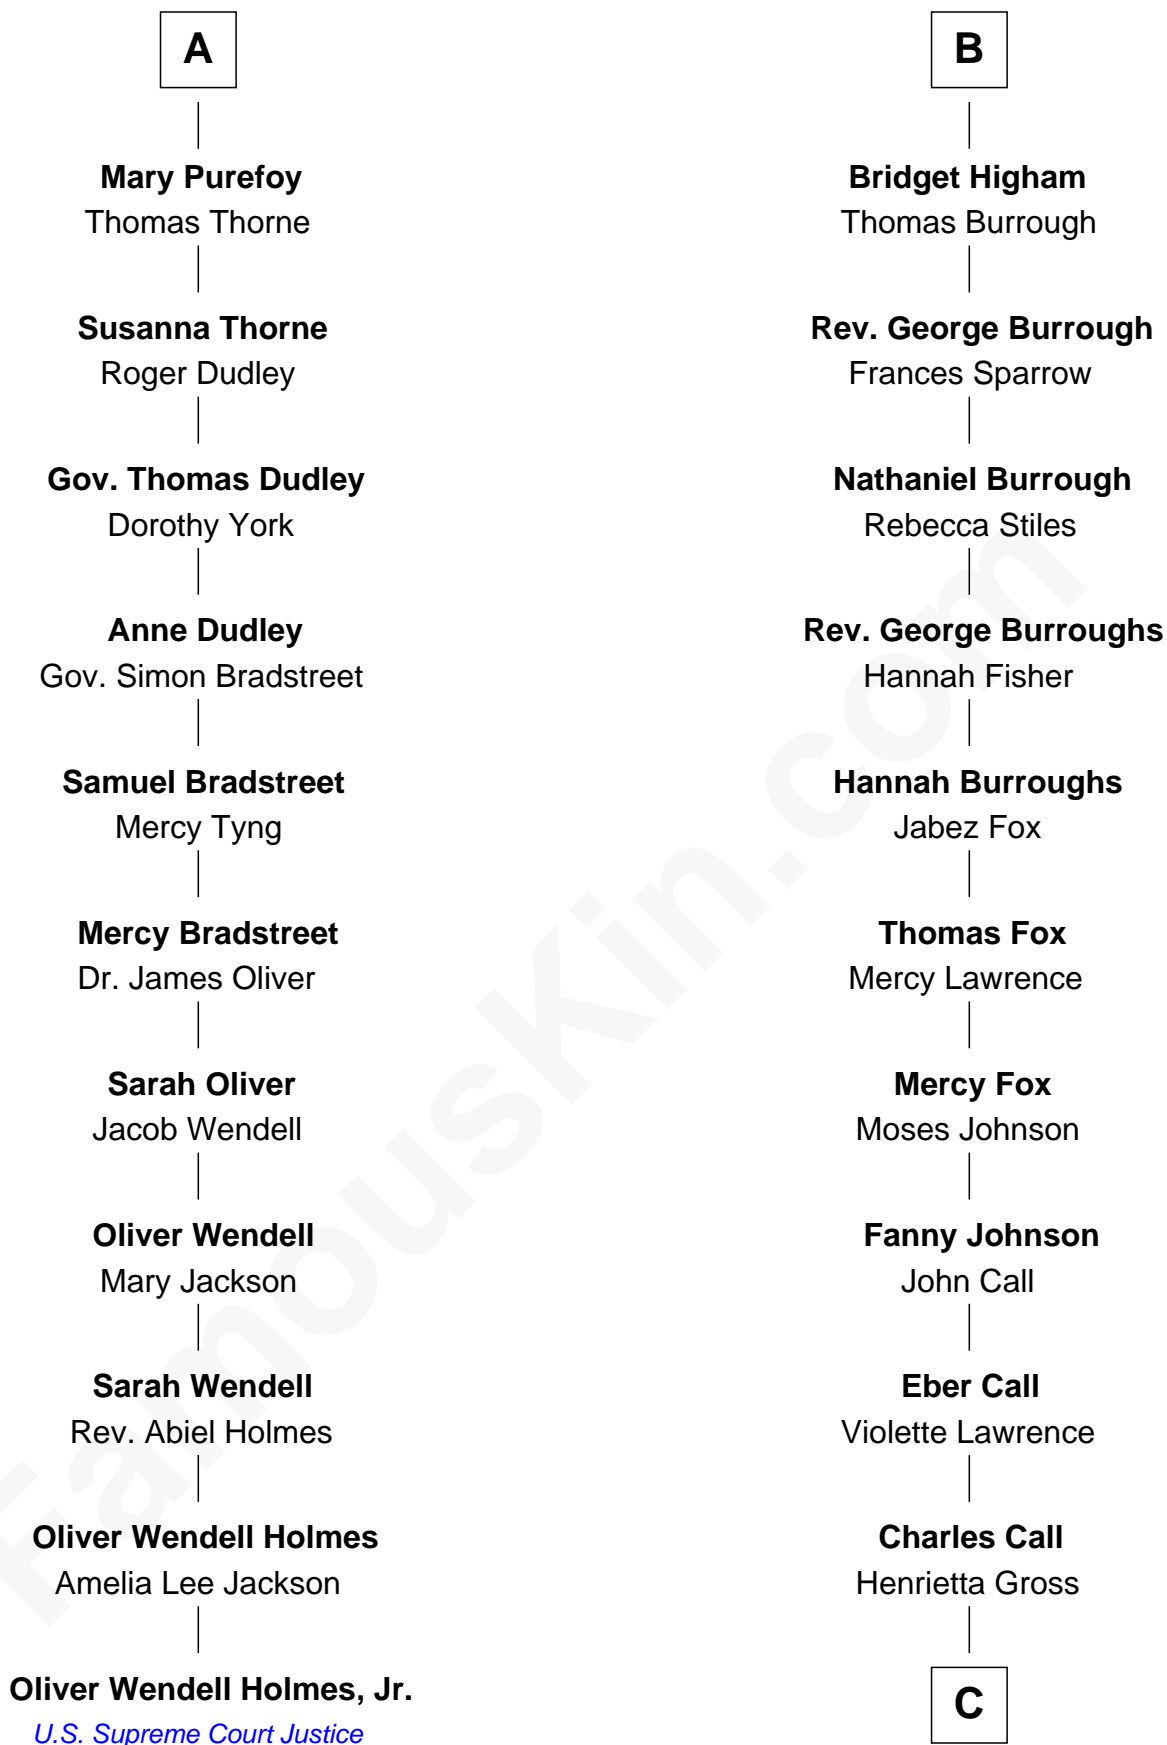 A
Mary Purefoy
Thomas Thorne
Susanna Thorne
Roger Dudley
Gov. Thomas Dudley
Dorothy York
Anne Dudley
Gov. Simon Bradstreet
Samuel Bradstreet
Mercy Tyng
Mercy Bradstreet
Dr. James Oliver
Sarah Oliver
Jacob Wendell
Oliver Wendell
Mary Jackson
Sarah Wendell
Rev. Abiel Holmes
Oliver Wendell Holmes
Amelia Lee Jackson
Oliver Wendell Holmes, Jr.
U.S. Supreme Court Justice
B
Bridget Higham
Thomas Burrough
Rev. George Burrough
Frances Sparrow
Nathaniel Burrough
Rebecca Stiles
Rev. George Burroughs
Hannah Fisher
Hannah Burroughs
Jabez Fox
Thomas Fox
Mercy Lawrence
Mercy Fox
Moses Johnson
Fanny Johnson
John Call
Eber Call
Violette Lawrence
Charles Call
Henrietta Gross
C
FamousKin.com